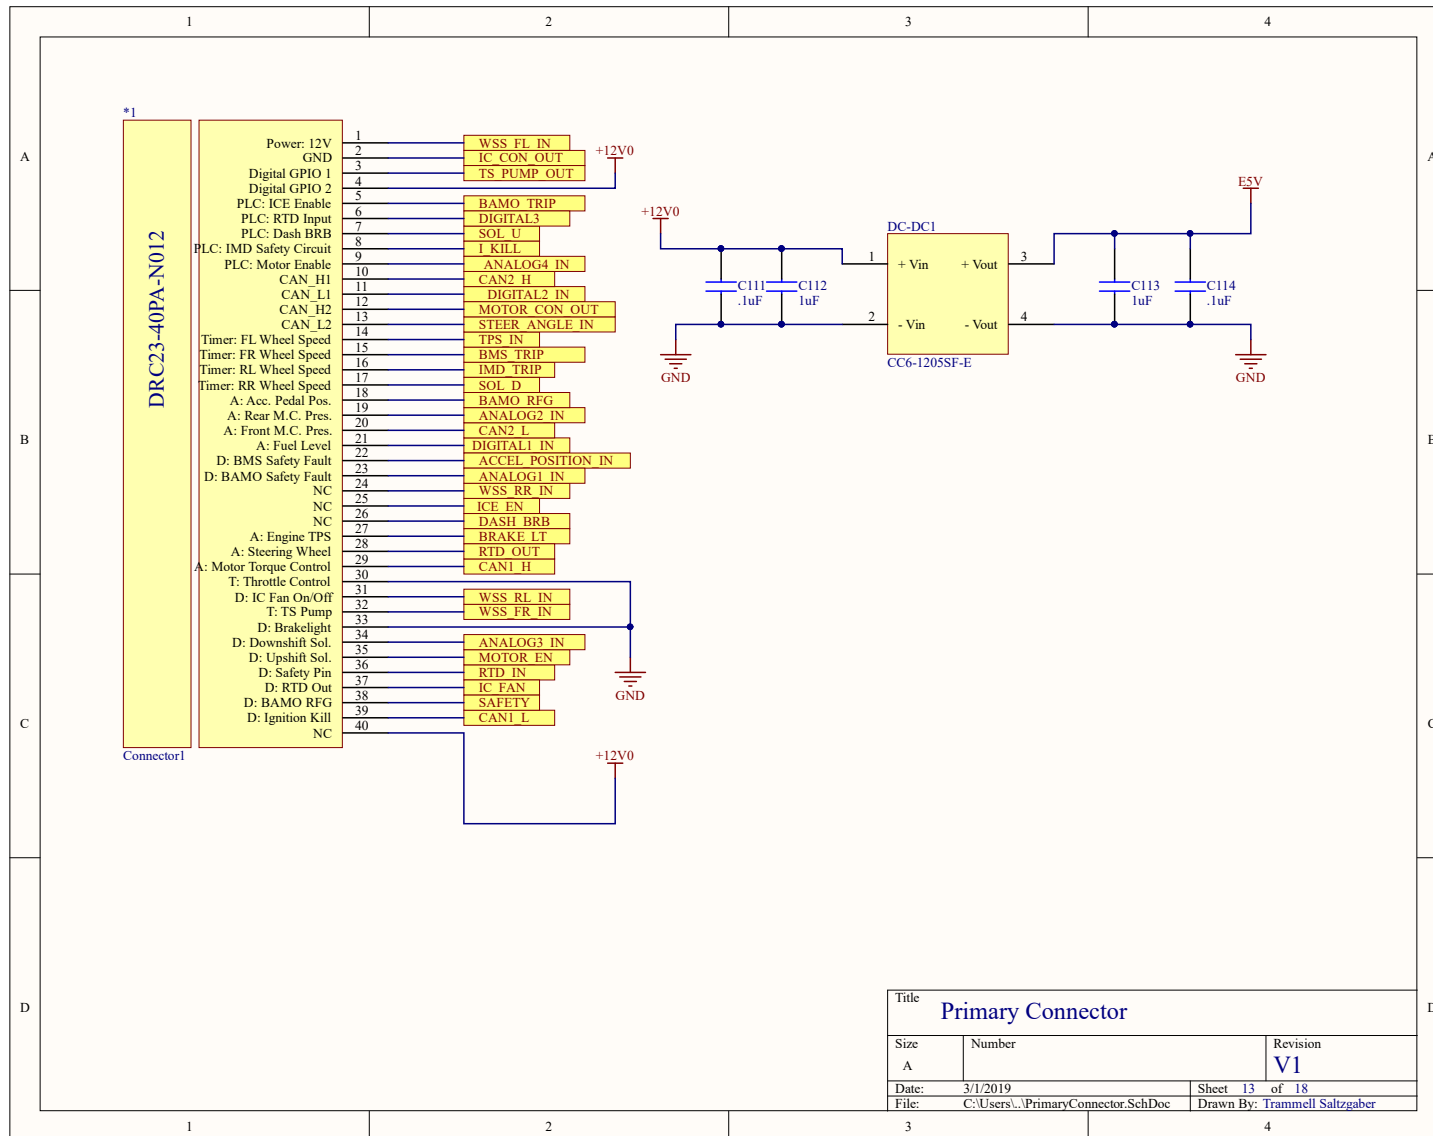 1 2 3 4
*1
DRC23-40PA-N012
Connector1
Power: 12V 1 WSS_FL_IN
GND 2 IC_CON_OUT
Digital GPIO 1 3 TS_PUMP_OUT
Digital GPIO 2 4
+12V0
PLC: ICE Enable 5 BAMO_TRIP
PLC: RTD Input 6 DIGITAL3
PLC: Dash BRB 7 SOL_U
PLC: IMD Safety Circuit 8 I_KILL
PLC: Motor Enable 9 ANALOG4_IN
CAN_H1 10 CAN2_H
CAN_L1 11 DIGITAL2_IN
CAN_H2 12 MOTOR_CON_OUT
CAN_L2 13 STEER_ANGLE_IN
Timer: FL Wheel Speed 14 TPS_IN
Timer: FR Wheel Speed 15 BMS_TRIP
Timer: RL Wheel Speed 16 IMD_TRIP
Timer: RR Wheel Speed 17 SOL_D
A: Acc. Pedal Pos. 18 BAMO_RFG
A: Rear M.C. Pres. 19 ANALOG2_IN
A: Front M.C. Pres. 20 CAN2_L
A: Fuel Level 21 DIGITAL1_IN
D: BMS Safety Fault 22 ACCEL_POSITION_IN
D: BAMO Safety Fault 23 ANALOG1_IN
NC 24 WSS_RR_IN
NC 25 ICE_EN
NC 26 DASH_BRB
A: Engine TPS 27 BRAKE_LT
A: Steering Wheel 28 RTD_OUT
A: Motor Torque Control 29 CAN1_H
T: Throttle Control 30
D: IC Fan On/Off 31 WSS_RL_IN
T: TS Pump 32 WSS_FR_IN
D: Brakelight 33
D: Downshift Sol. 34 ANALOG3_IN
D: Upshift Sol. 35 MOTOR_EN
D: Safety Pin 36 RTD_IN
D: RTD Out 37 IC_FAN
D: BAMO RFG 38 SAFETY
D: Ignition Kill 39 CAN1_L
NC 40
GND
+12V0
+12V0
E5V
DC-DC1
1 + Vin + Vout 3
C111 C112 C113 C114
.1uF 1uF 1uF .1uF
2 - Vin - Vout 4
CC6-1205SF-E
GND GND
A A
B B
C C
D D
Title
Primary Connector
Size Number Revision
A V1
Date: 3/1/2019 Sheet 13 of 18
File: C:\Users\..\PrimaryConnector.SchDoc Drawn By: Trammell Saltzgaber
1 2 3 4